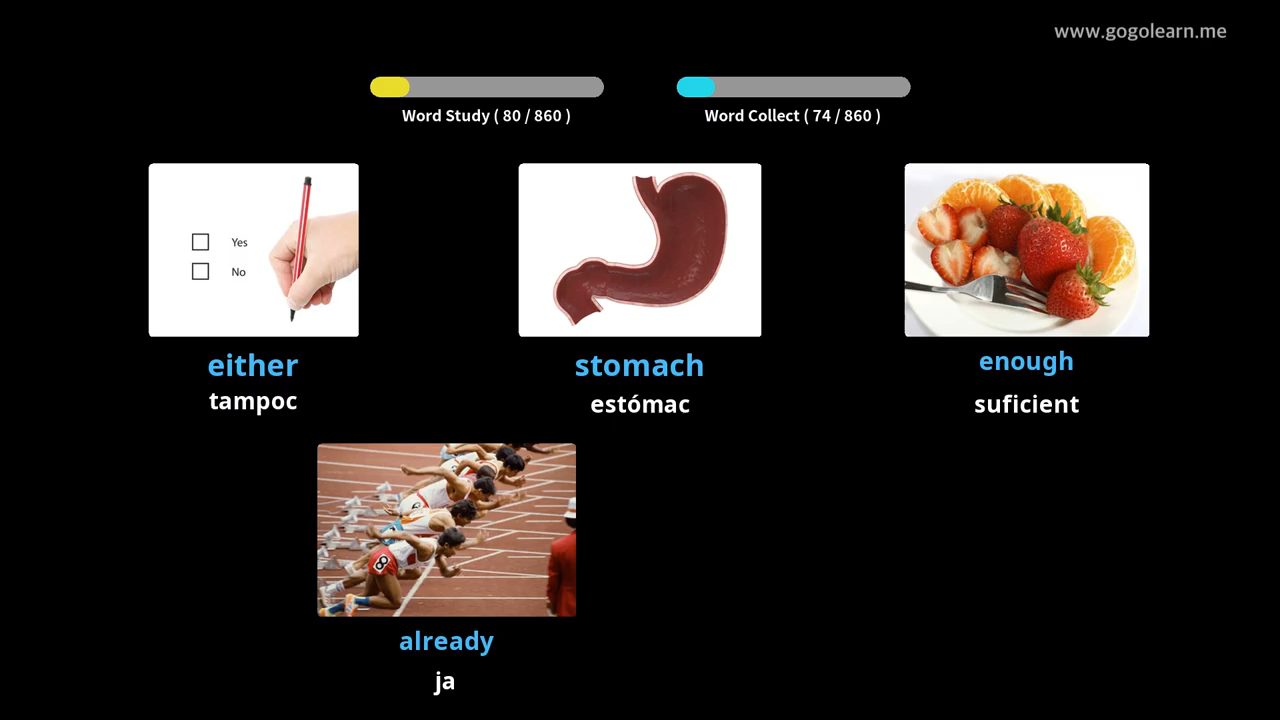 www.gogolearn.me
Word Study ( 80 / 860 )
Word Collect ( 74 / 860 )
Yes
No
either
tampoc
stomach
estómac
enough
suficient
8
already
ja